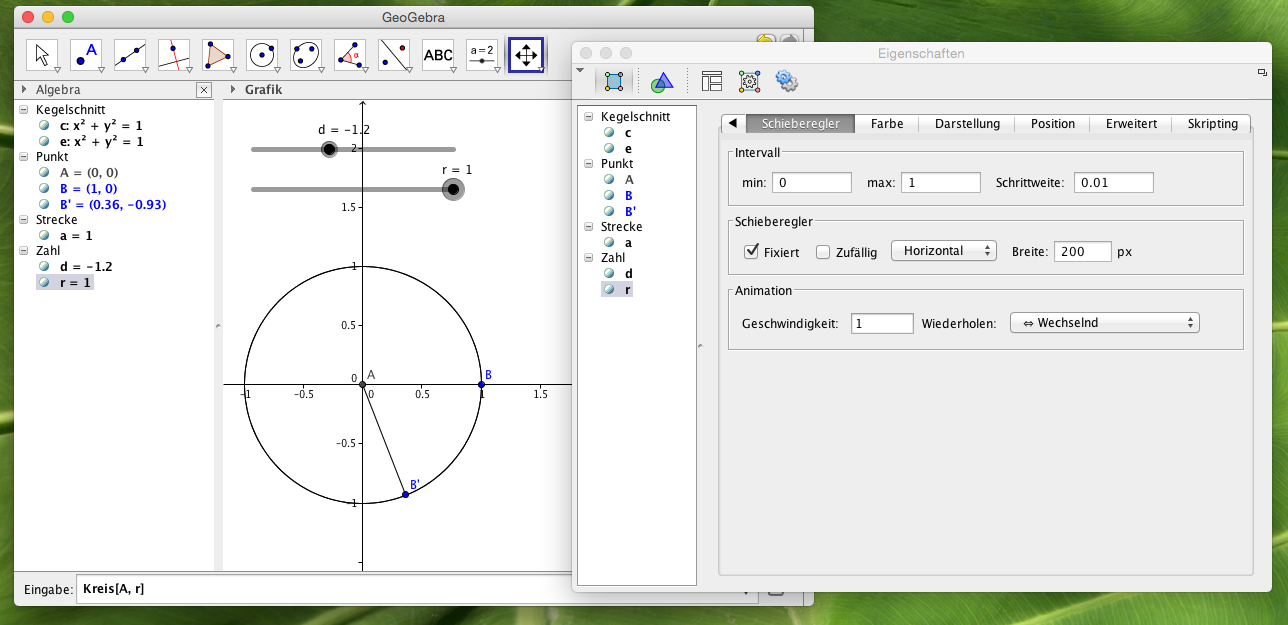 GeoGebra
A
α
ABC
a=2
Algebra
Grafik
Kegelschnitt
c: x² + y² = 1
e: x² + y² = 1
Punkt
A = (0, 0)
B = (1, 0)
B' = (0.36, -0.93)
Strecke
a = 1
Zahl
d = -1.2
r = 1
d = -1.2
r = 1
2
1.5
1
0.5
0
-0.5
-1
-1
-0.5
0
0.5
1
1.5
A
B
B'
Eingabe:
Kreis[A, r]
Eigenschaften
Kegelschnitt
c
e
Punkt
A
B
B'
Strecke
a
Zahl
d
r
Schieberegler Farbe Darstellung Position Erweitert Skripting
Intervall
min: 0 max: 1 Schrittweite: 0.01
Schieberegler
Fixiert Zufällig Horizontal Breite: 200 px
Animation
Geschwindigkeit: 1 Wiederholen: ⇔ Wechselnd